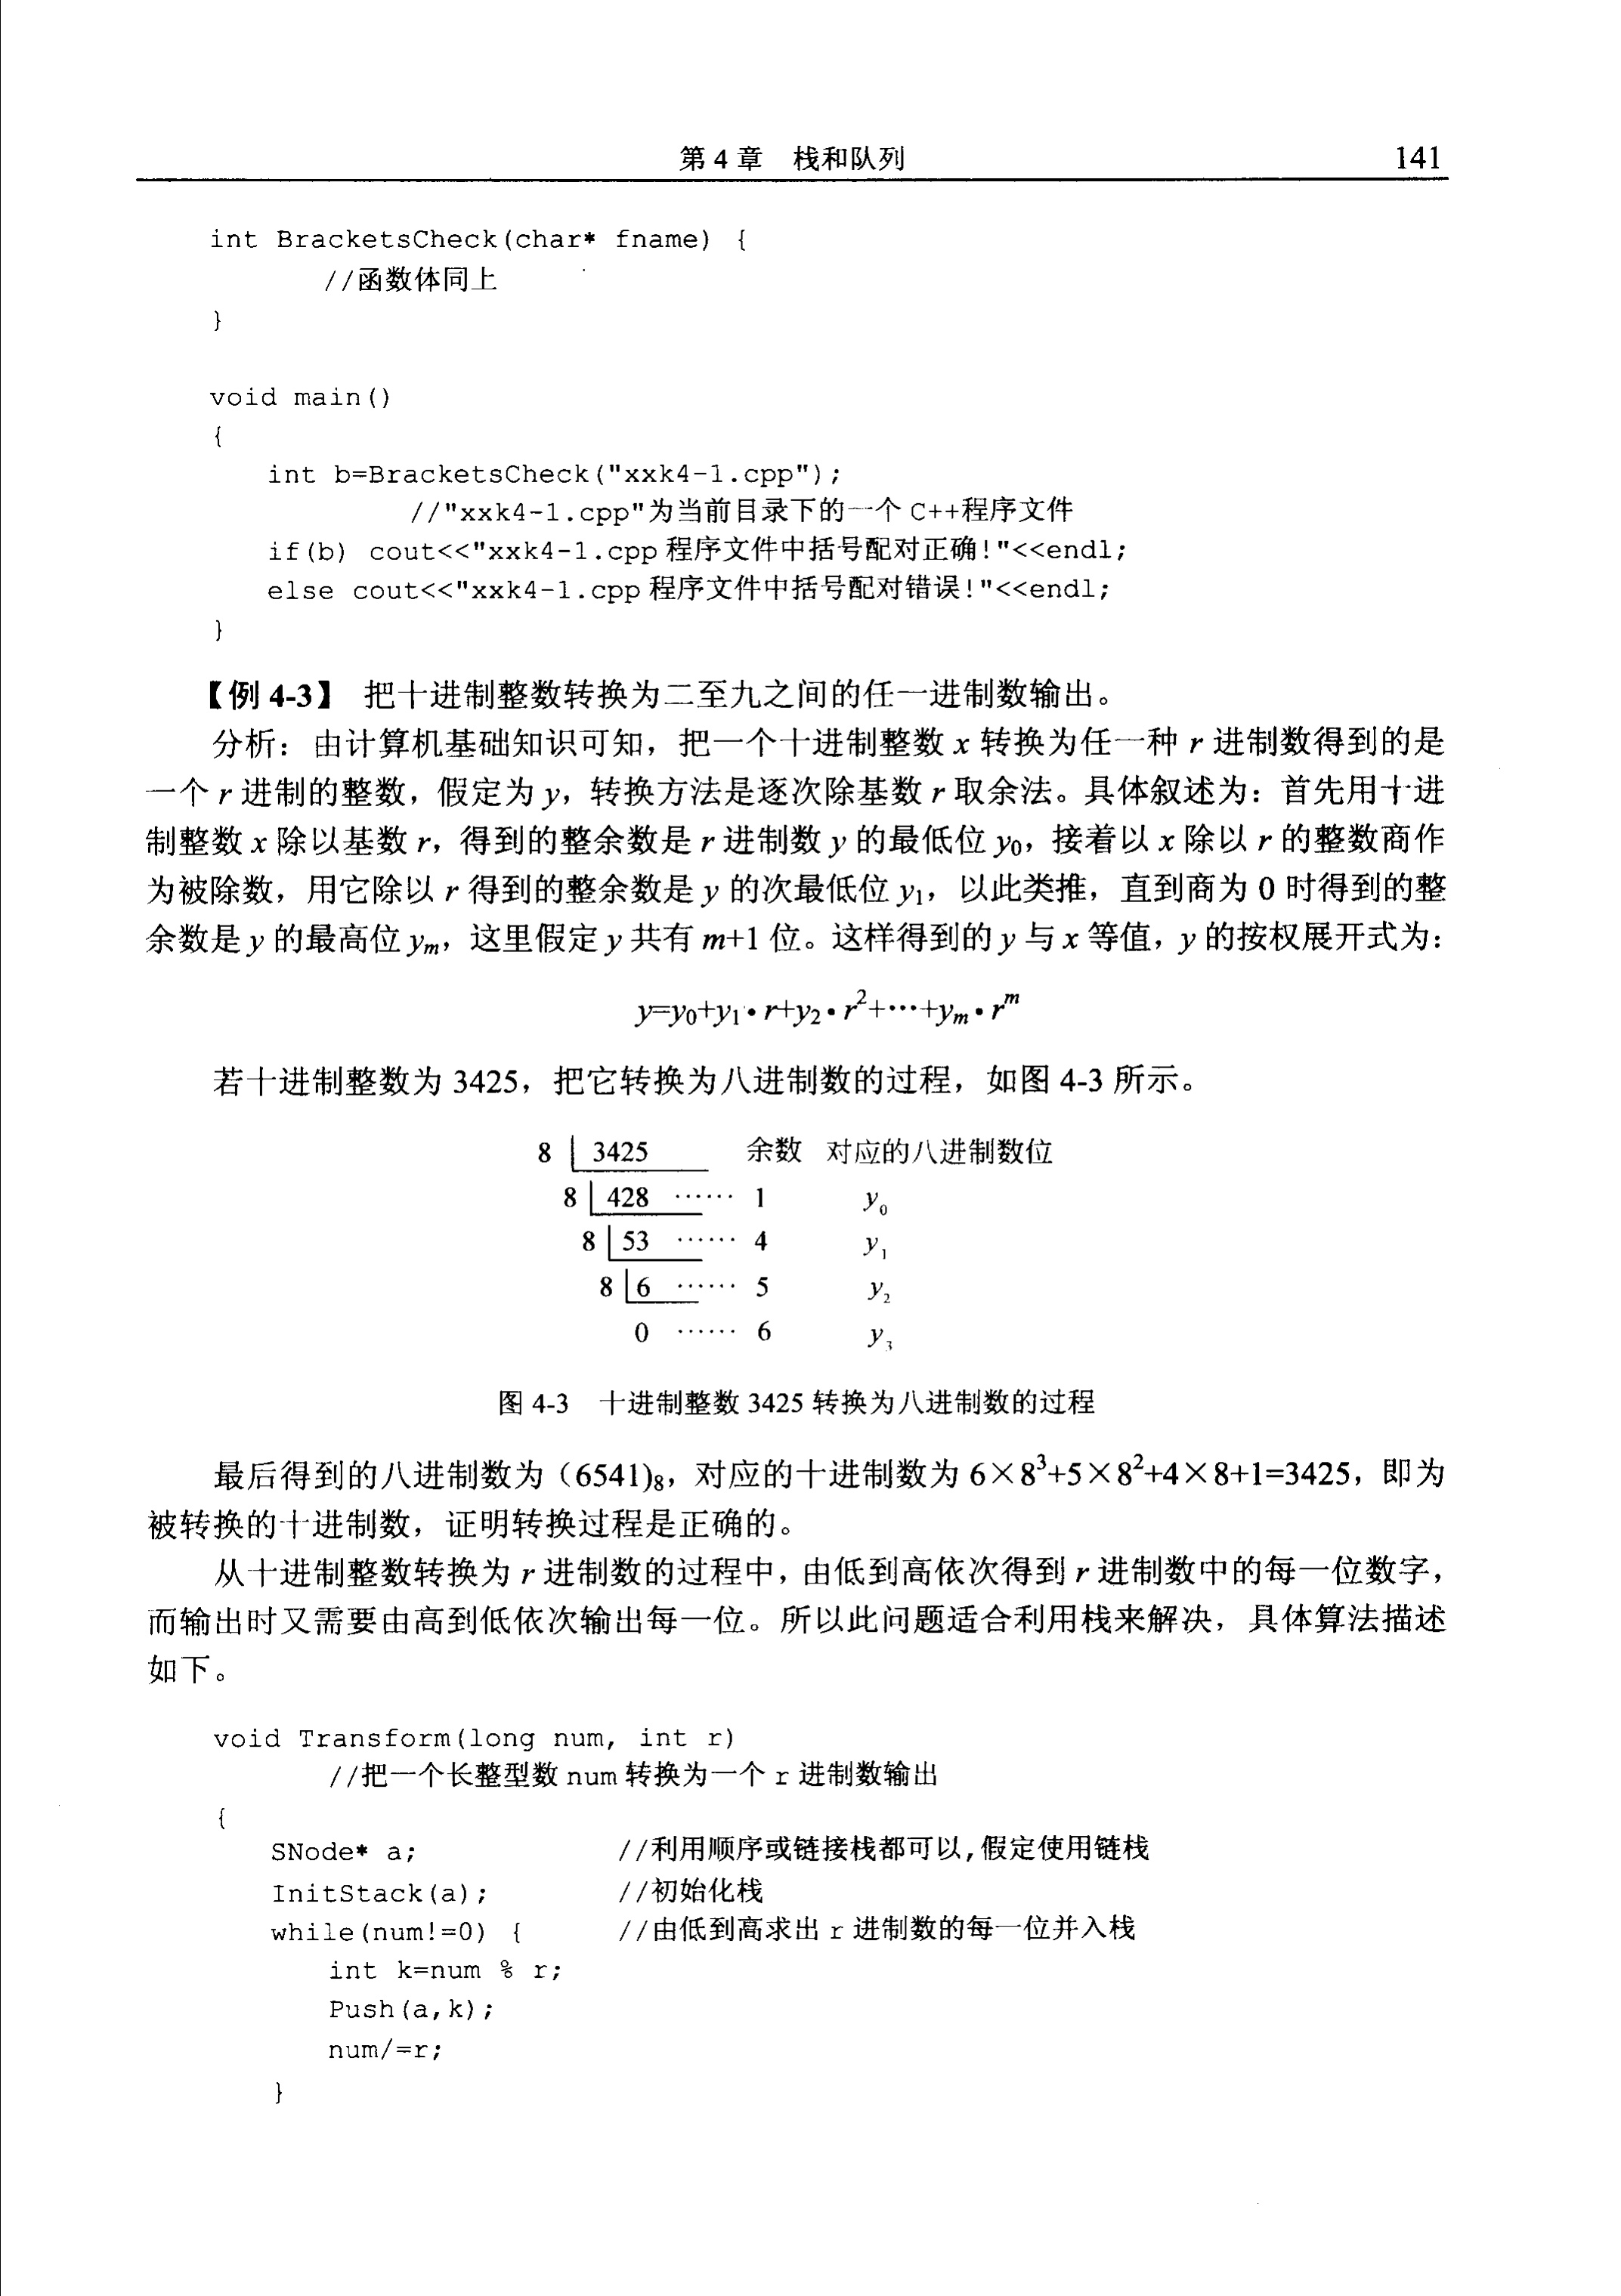 第 4 章　栈和队列　141
int BracketsCheck(char* fname) {
//函数体同上
}
void main()
{
int b=BracketsCheck("xxk4-1.cpp");
//"xxk4-1.cpp"为当前目录下的一个 C++程序文件
if(b) cout<<"xxk4-1.cpp 程序文件中括号配对正确!"<<endl;
else cout<<"xxk4-1.cpp 程序文件中括号配对错误!"<<endl;
}
【例 4-3】 把十进制整数转换为二至九之间的任一进制数输出。
分析：由计算机基础知识可知，把一个十进制整数 x 转换为任一种 r 进制数得到的是
一个 r 进制的整数，假定为 y，转换方法是逐次除基数 r 取余法。具体叙述为：首先用十进
制整数 x 除以基数 r，得到的整余数是 r 进制数 y 的最低位 y₀，接着以 x 除以 r 的整数商作
为被除数，用它除以 r 得到的整余数是 y 的次最低位 y₁，以此类推，直到商为 0 时得到的整
余数是 y 的最高位 yₘ，这里假定 y 共有 m+1 位。这样得到的 y 与 x 等值，y 的按权展开式为：
y=y₀+y₁•r+y₂•r²+…+yₘ•rᵐ
若十进制整数为 3425，把它转换为八进制数的过程，如图 4-3 所示。
8 3425 余数 对应的八进制数位
8 428 …… 1 y₀
8 53 …… 4 y₁
8 6 …… 5 y₂
0 …… 6 y₃
图 4-3　十进制整数 3425 转换为八进制数的过程
最后得到的八进制数为（6541)₈，对应的十进制数为 6×8³+5×8²+4×8+1=3425，即为
被转换的十进制数，证明转换过程是正确的。
从十进制整数转换为 r 进制数的过程中，由低到高依次得到 r 进制数中的每一位数字，
而输出时又需要由高到低依次输出每一位。所以此问题适合利用栈来解决，具体算法描述
如下。
void Transform(long num, int r)
//把一个长整型数 num 转换为一个 r 进制数输出
{
SNode* a; //利用顺序或链接栈都可以,假定使用链栈
InitStack(a); //初始化栈
while(num!=0) { //由低到高求出 r 进制数的每一位并入栈
int k=num % r;
Push(a,k);
num/=r;
}